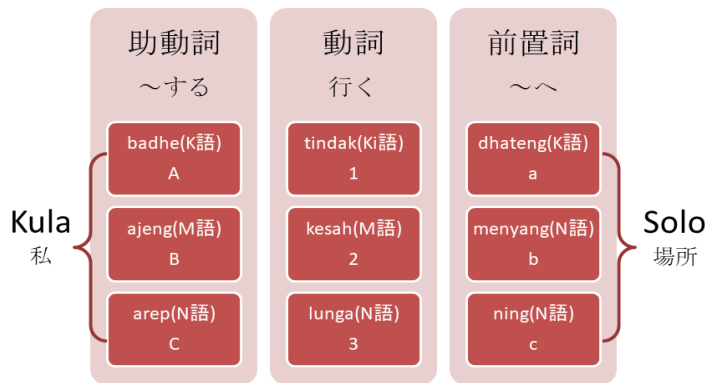 助動詞
～する
badhe(K語)
A
ajeng(M語)
B
arep(N語)
C
動詞
行く
tindak(Ki語)
1
kesah(M語)
2
lunga(N語)
3
前置詞
～へ
dhateng(K語)
a
menyang(N語)
b
ning(N語)
c
Kula
私
Solo
場所